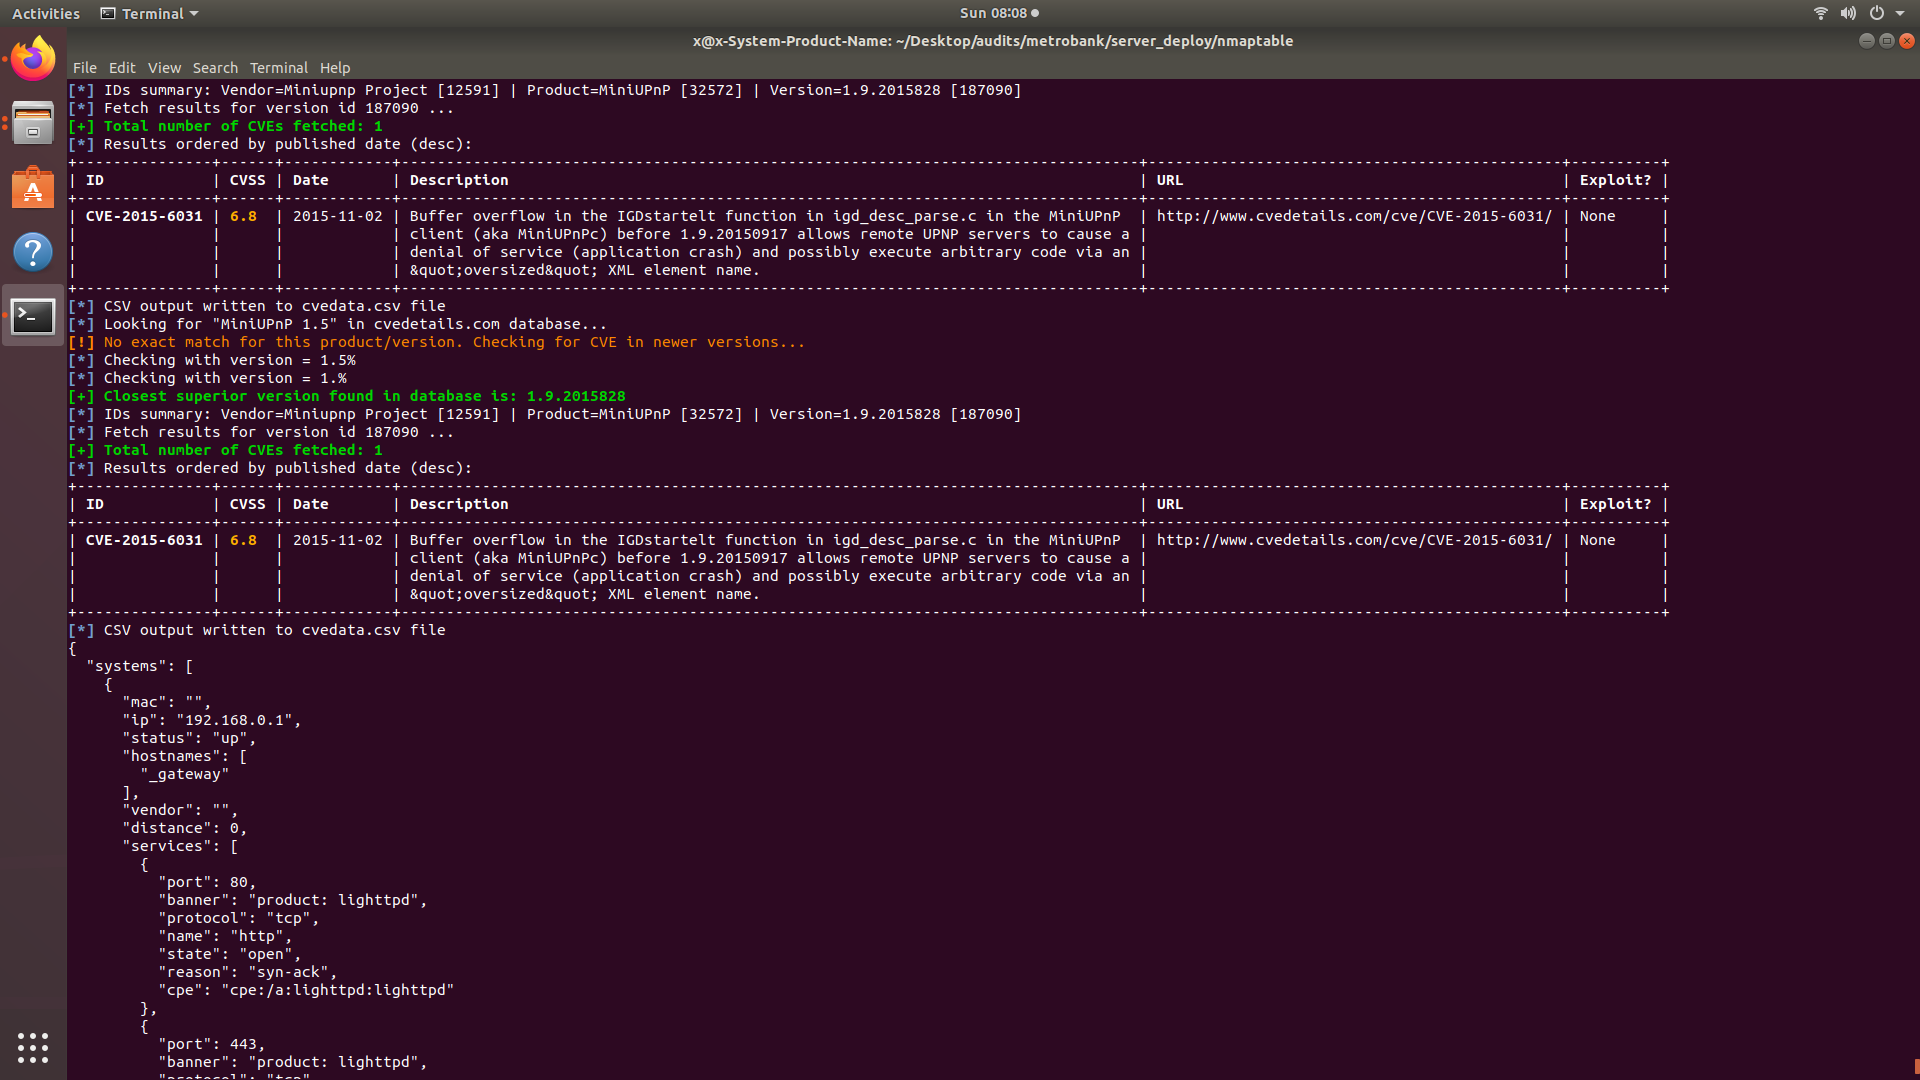 Activities Terminal Sun 08:08
x@x-System-Product-Name: ~/Desktop/audits/metrobank/server_deploy/nmaptable
File Edit View Search Terminal Help
[*] IDs summary: Vendor=Miniupnp Project [12591] | Product=MiniUPnP [32572] | Version=1.9.2015828 [187090]
[*] Fetch results for version id 187090 ...
[+] Total number of CVEs fetched: 1
[*] Results ordered by published date (desc):
+---------------+------+------------+----------------------------------------------------------------------------------+----------------------------------------------+----------+
| ID            | CVSS | Date       | Description                                                                      | URL                                          | Exploit? |
+---------------+------+------------+----------------------------------------------------------------------------------+----------------------------------------------+----------+
| CVE-2015-6031 | 6.8  | 2015-11-02 | Buffer overflow in the IGDstartelt function in igd_desc_parse.c in the MiniUPnP  | http://www.cvedetails.com/cve/CVE-2015-6031/ | None     |
|               |      |            | client (aka MiniUPnPc) before 1.9.20150917 allows remote UPNP servers to cause a |                                              |          |
|               |      |            | denial of service (application crash) and possibly execute arbitrary code via an |                                              |          |
|               |      |            | &quot;oversized&quot; XML element name.                                          |                                              |          |
+---------------+------+------------+----------------------------------------------------------------------------------+----------------------------------------------+----------+
[*] CSV output written to cvedata.csv file
[*] Looking for "MiniUPnP 1.5" in cvedetails.com database...
[!] No exact match for this product/version. Checking for CVE in newer versions...
[*] Checking with version = 1.5%
[*] Checking with version = 1.%
[+] Closest superior version found in database is: 1.9.2015828
[*] IDs summary: Vendor=Miniupnp Project [12591] | Product=MiniUPnP [32572] | Version=1.9.2015828 [187090]
[*] Fetch results for version id 187090 ...
[+] Total number of CVEs fetched: 1
[*] Results ordered by published date (desc):
+---------------+------+------------+----------------------------------------------------------------------------------+----------------------------------------------+----------+
| ID            | CVSS | Date       | Description                                                                      | URL                                          | Exploit? |
+---------------+------+------------+----------------------------------------------------------------------------------+----------------------------------------------+----------+
| CVE-2015-6031 | 6.8  | 2015-11-02 | Buffer overflow in the IGDstartelt function in igd_desc_parse.c in the MiniUPnP  | http://www.cvedetails.com/cve/CVE-2015-6031/ | None     |
|               |      |            | client (aka MiniUPnPc) before 1.9.20150917 allows remote UPNP servers to cause a |                                              |          |
|               |      |            | denial of service (application crash) and possibly execute arbitrary code via an |                                              |          |
|               |      |            | &quot;oversized&quot; XML element name.                                          |                                              |          |
+---------------+------+------------+----------------------------------------------------------------------------------+----------------------------------------------+----------+
[*] CSV output written to cvedata.csv file
{
  "systems": [
    {
      "mac": "",
      "ip": "192.168.0.1",
      "status": "up",
      "hostnames": [
        "_gateway"
      ],
      "vendor": "",
      "distance": 0,
      "services": [
        {
          "port": 80,
          "banner": "product: lighttpd",
          "protocol": "tcp",
          "name": "http",
          "state": "open",
          "reason": "syn-ack",
          "cpe": "cpe:/a:lighttpd:lighttpd"
        },
        {
          "port": 443,
          "banner": "product: lighttpd",
          "protocol": "tcp"